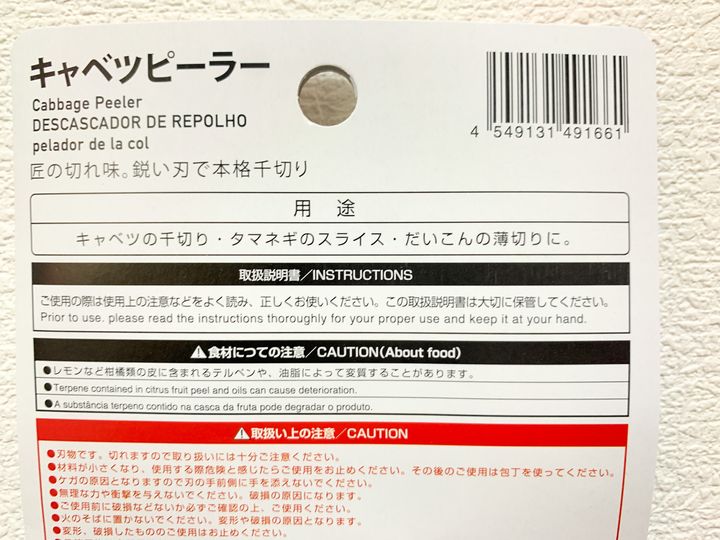 キャベツピーラー
Cabbage Peeler
DESCASCADOR DE REPOLHO
pelador de la col
匠の切れ味。鋭い刃で本格千切り
4 549131 491661
用 途
キャベツの千切り・タマネギのスライス・だいこんの薄切りに。
取扱説明書/INSTRUCTIONS
ご使用の際は使用上の注意などをよく読み、正しくお使いください。この取扱説明書は大切に保管してください。
Prior to use. please read the instructions thoroughly for your proper use and keep it at your hand.
⚠食材につての注意/CAUTION(About food)
●レモンなど柑橘類の皮に含まれるテルペンや、油脂によって変質することがあります。
●Terpene contained in citrus fruit peel and oils can cause deterioration.
●A substância terpeno contido na casca da fruta pode degradar o produto.
⚠取扱い上の注意/CAUTION
●刃物です。切れますので取り扱いには十分ご注意ください。
●材料が小さくなり、使用する際危険と感じたらご使用をお止めください。その後のご使用は包丁を使ってください。
●ケガの原因となりますので刃の手前側に手を添えないでください。
●無理な力や衝撃を与えないでください。破損の原因になります。
●ご使用前に破損などないか必ずご確認の上、ご使用ください。
●火のそばに置かないでください。変形や破損の原因になります。
●変形、破損したもののご使用はお止めください。